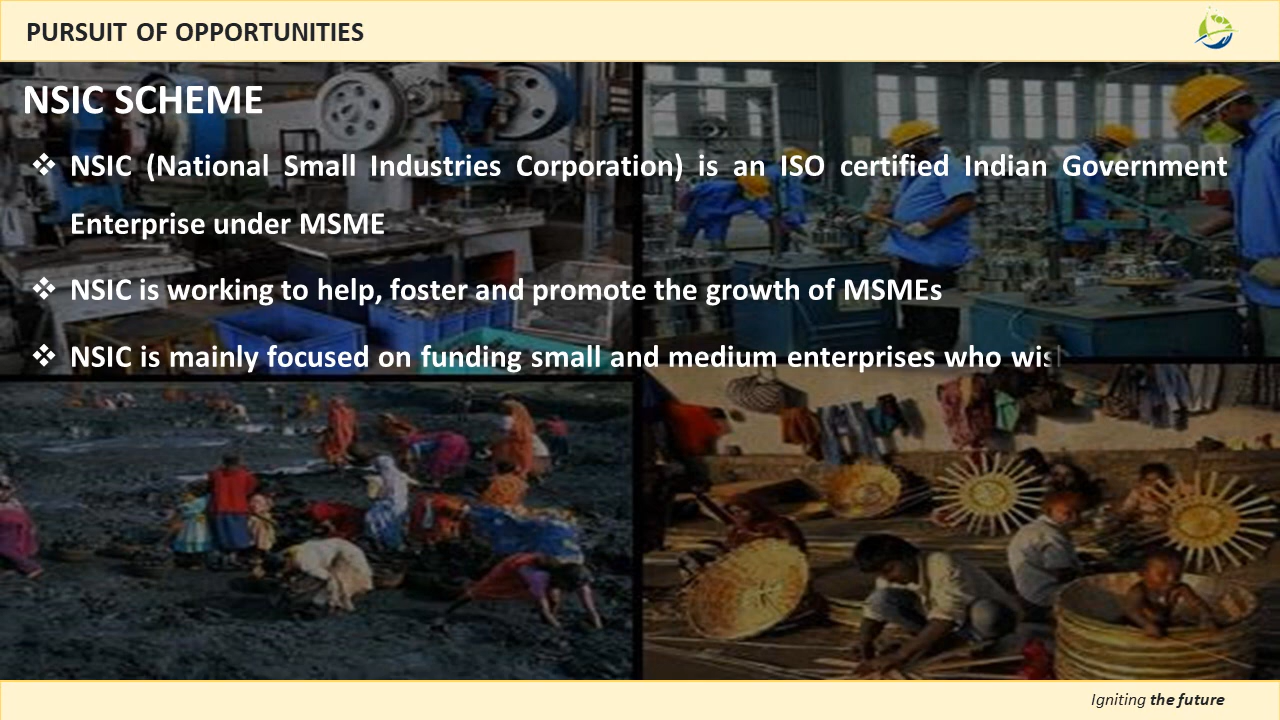 PURSUIT OF OPPORTUNITIES
NSIC SCHEME
❖ NSIC (National Small Industries Corporation) is an ISO certified Indian Government
Enterprise under MSME
❖ NSIC is working to help, foster and promote the growth of MSMEs
❖ NSIC is mainly focused on funding small and medium enterprises who
Igniting the future